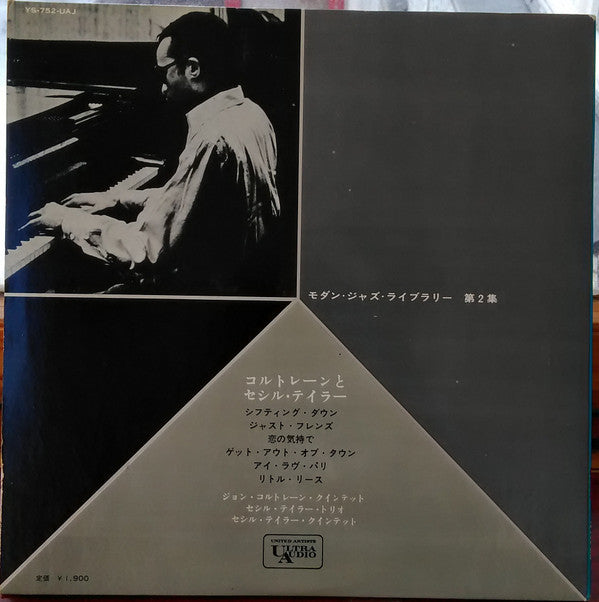 YS-752-UAJ
モダン・ジャズ・ライブラリー 第2集
コルトレーンと
セシル・テイラー
シフティング・ダウン
ジャスト・フレンズ
恋の気持で
ゲット・アウト・オブ・タウン
アイ・ラヴ・パリ
リトル・リース
ジョン・コルトレーン・クインテット
セシル・テイラー・トリオ
セシル・テイラー・クインテット
UNITED ARTISTS
ULTRA
AUDIO
定価 ¥1,900